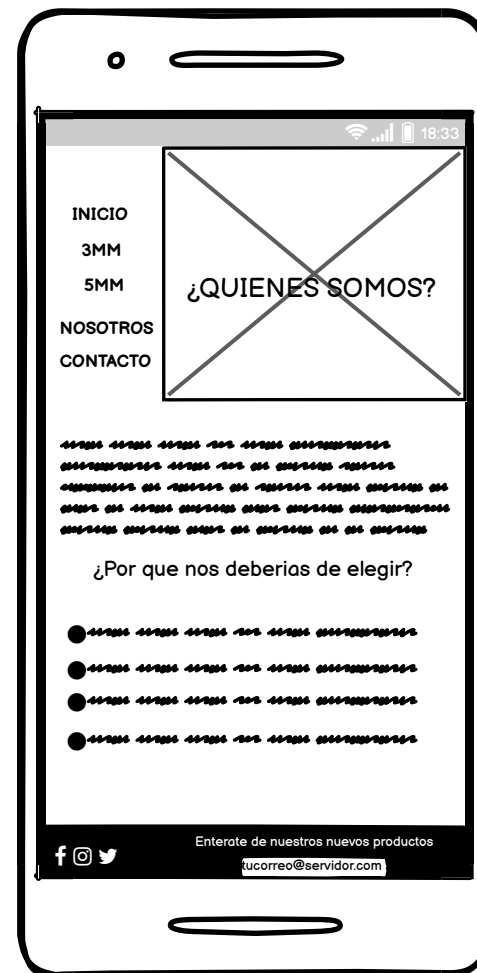 18:33
INICIO
3MM
5MM
NOSOTROS
CONTACTO
¿QUIENES SOMOS?
¿Por que nos deberias de elegir?
Enterate de nuestros nuevos productos
tucorreo@servidor.com